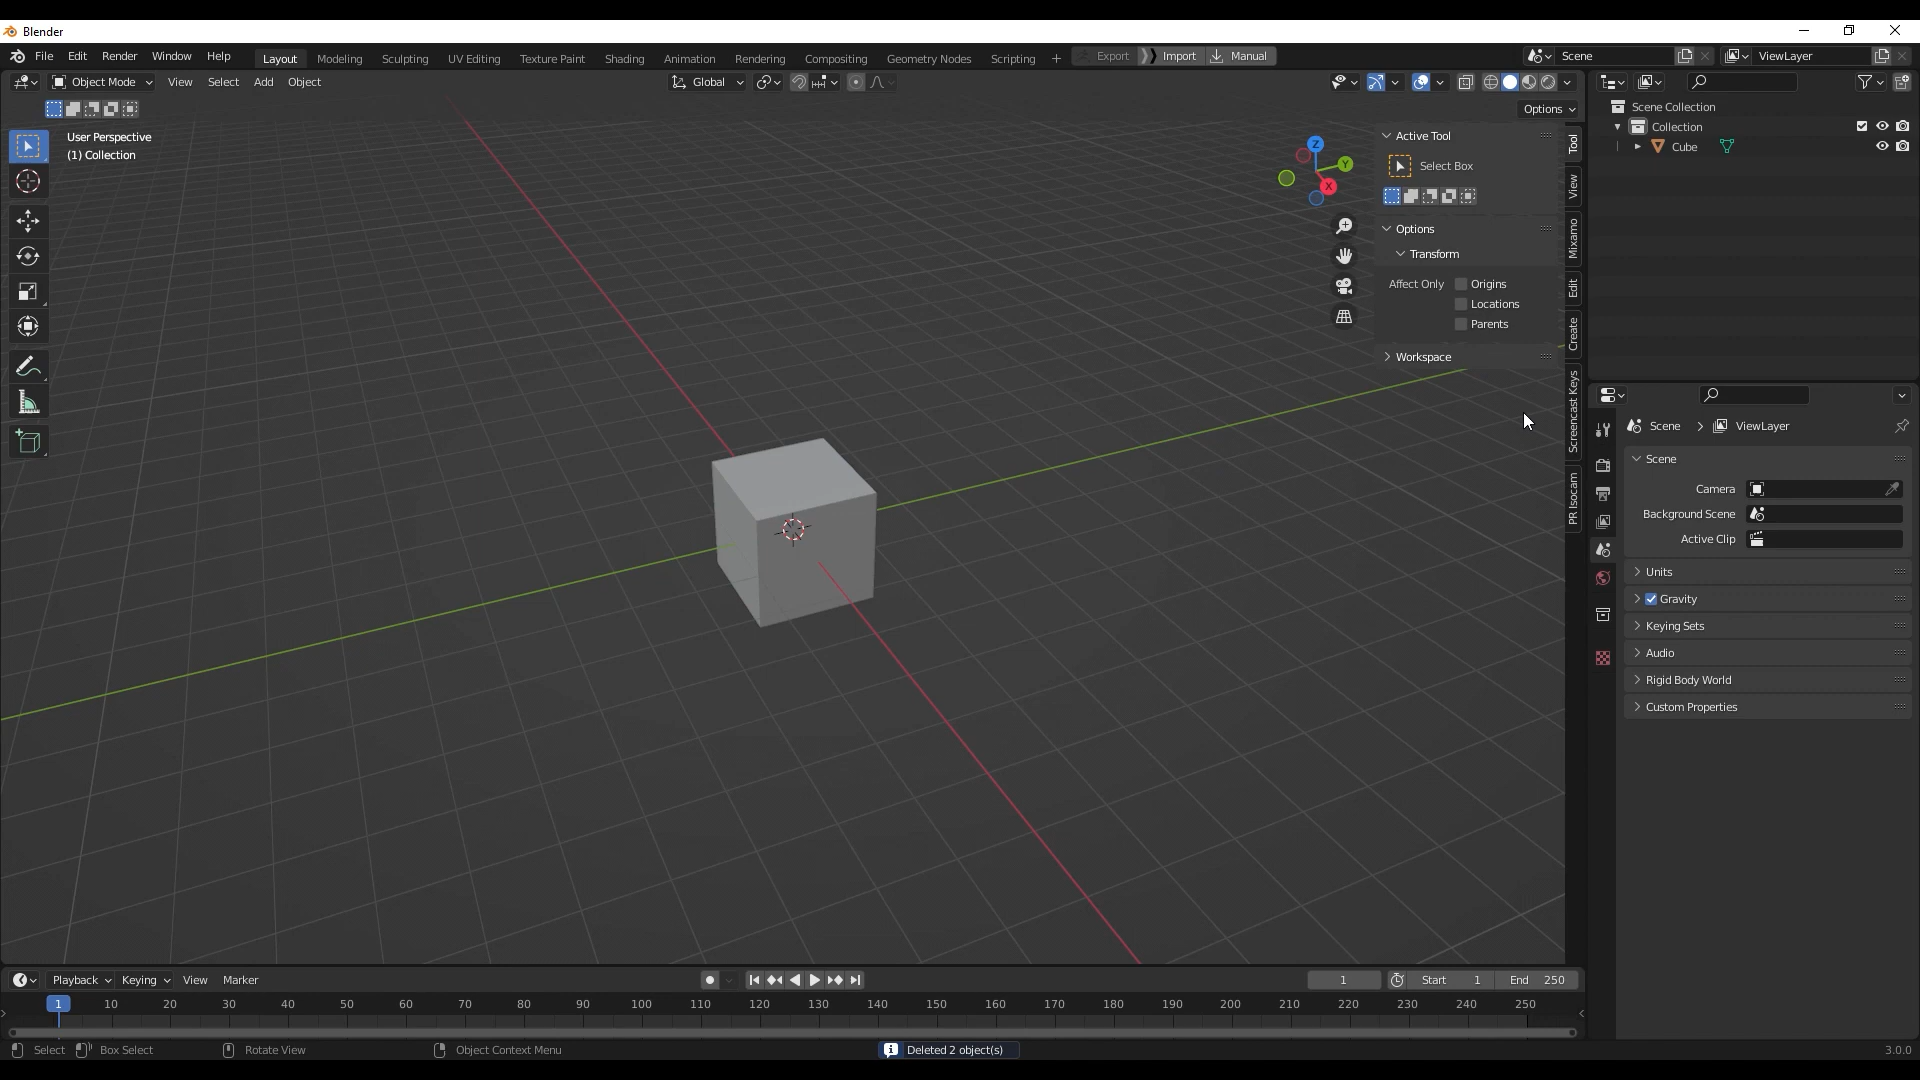 Blender
File Edit Render Window Help Layout Modeling Sculpting UV Editing Texture Paint Shading Animation Rendering Compositing Geometry Nodes Scripting + Export Import Manual Scene ViewLayer
Object Mode View Select Add Object Global
Options
User Perspective
(1) Collection
Z
Y
X
Active Tool
Select Box
Options
Transform
Affect Only Origins
Locations
Parents
Workspace
Tool
View
Mixamo
Edit
Create
Screencast Keys
PR Isocam
Scene Collection
Collection
Cube
Scene ViewLayer
Scene
Camera
Background Scene
Active Clip
Units
Gravity
Keying Sets
Audio
Rigid Body World
Custom Properties
Playback Keying View Marker 1 Start 1 End 250
1 10 20 30 40 50 60 70 80 90 100 110 120 130 140 150 160 170 180 190 200 210 220 230 240 250
Select Box Select Rotate View Object Context Menu Deleted 2 object(s) 3.0.0